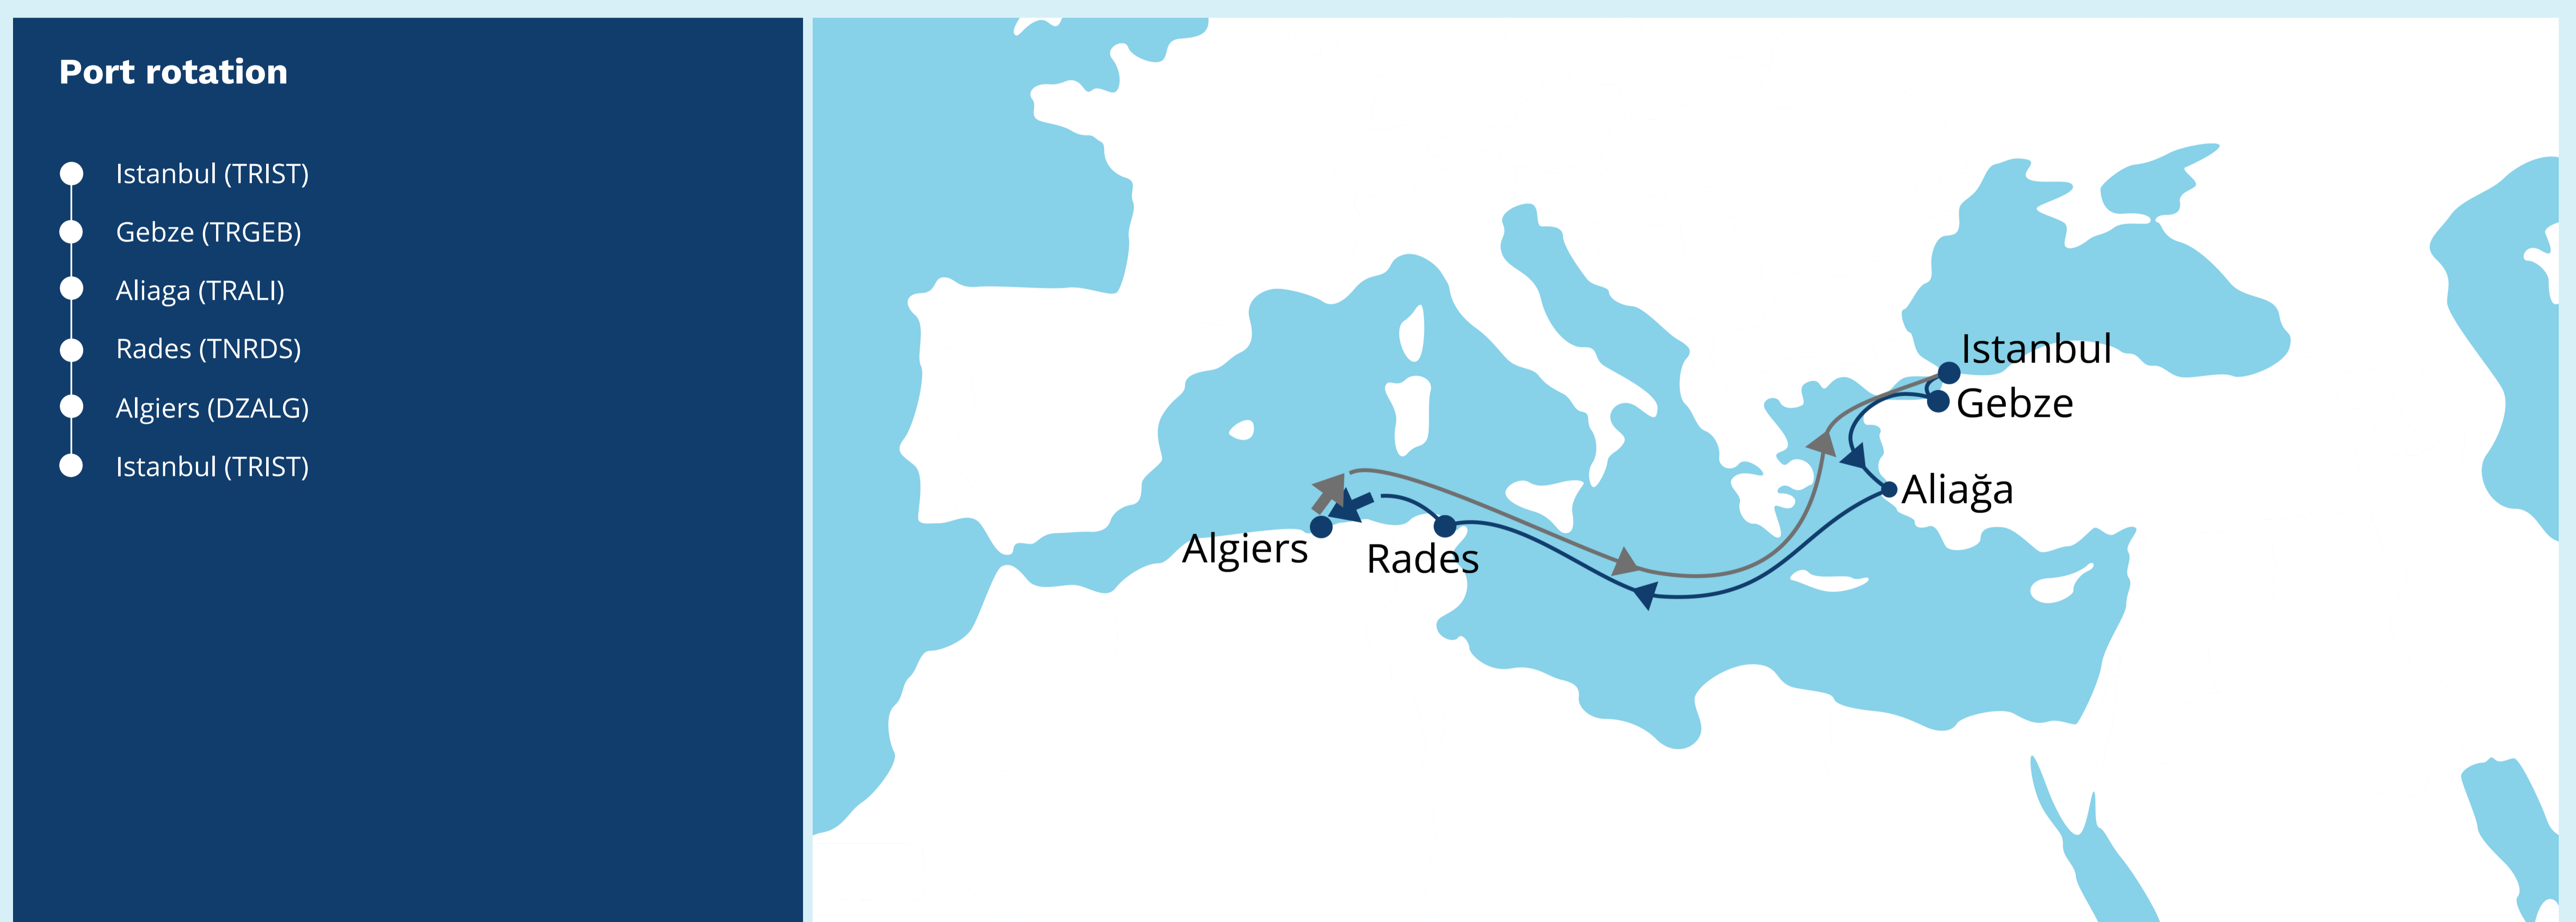 Port rotation
Istanbul (TRIST)
Gebze (TRGEB)
Aliaga (TRALI)
Rades (TNRDS)
Algiers (DZALG)
Istanbul (TRIST)
Istanbul
Gebze
Aliağa
Algiers
Rades